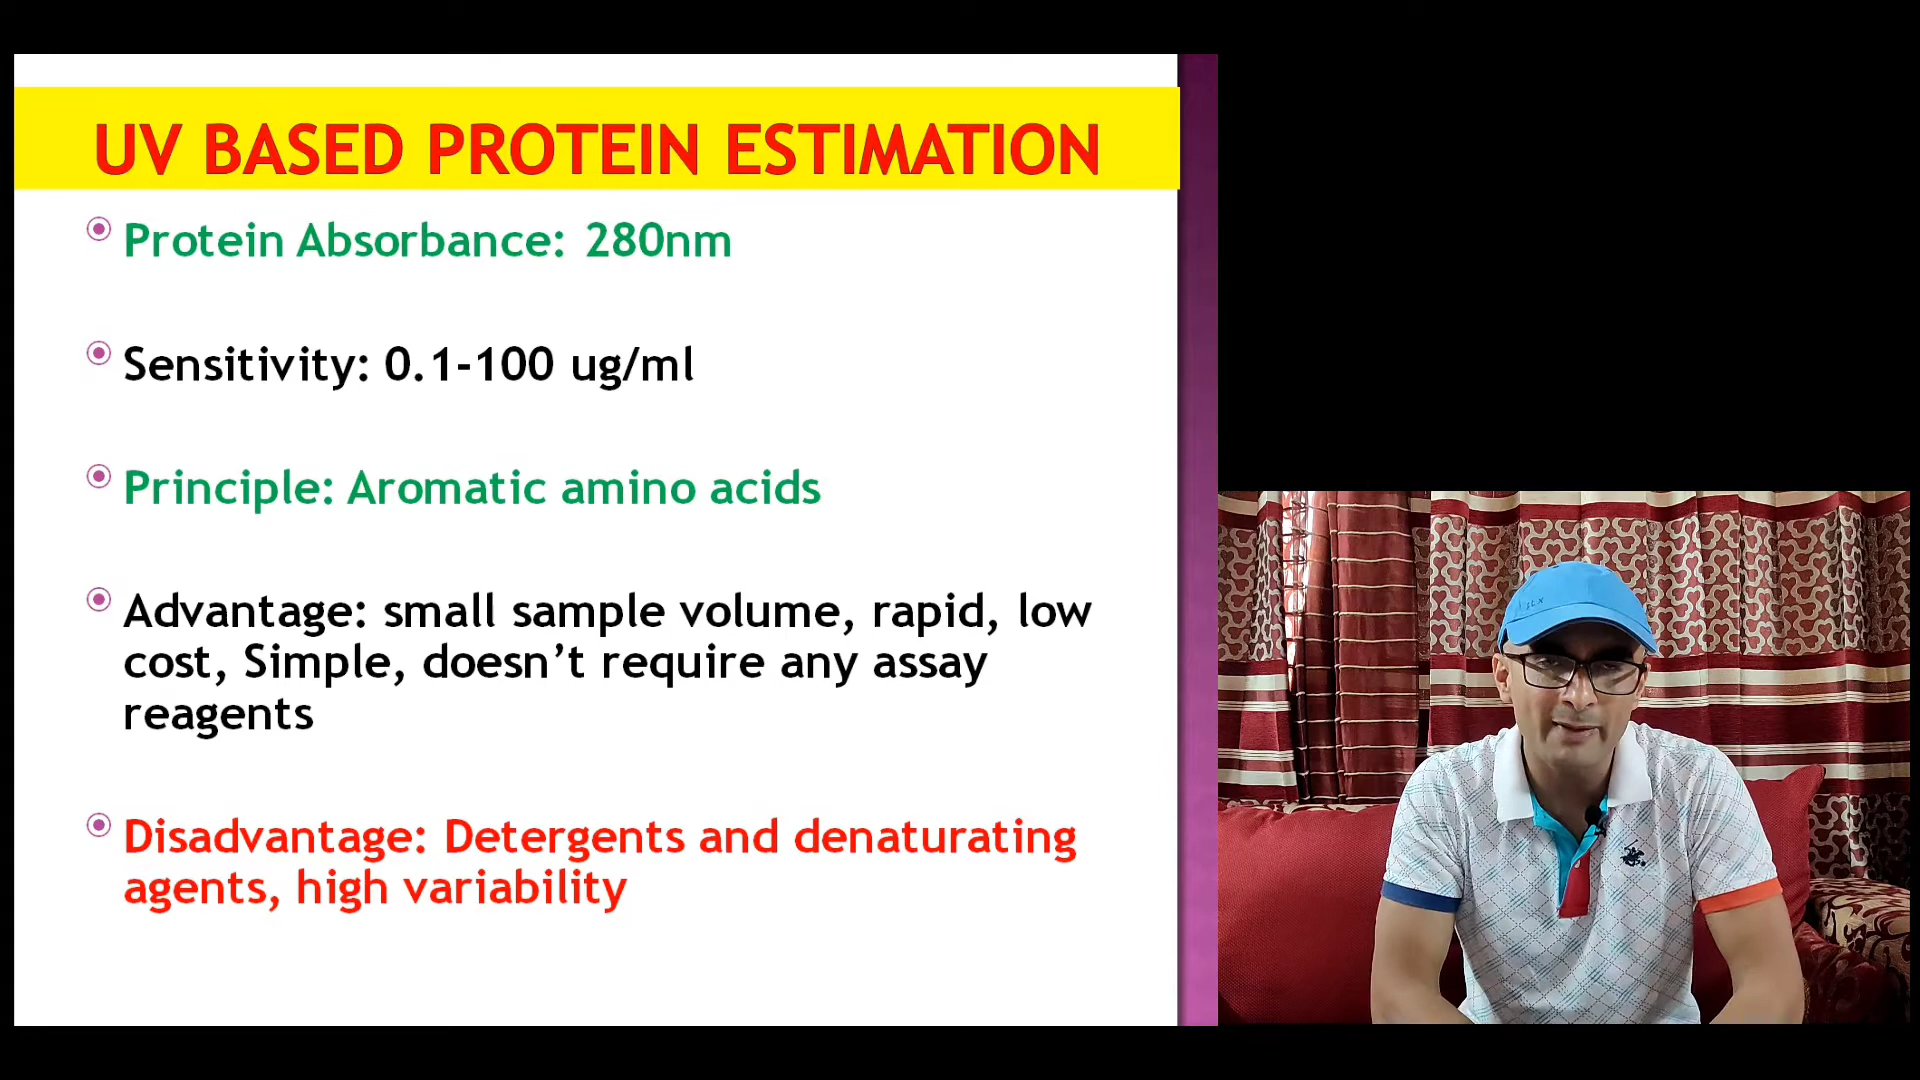 UV BASED PROTEIN ESTIMATION
Protein Absorbance: 280nm
Sensitivity: 0.1-100 ug/ml
Principle: Aromatic amino acids
Advantage: small sample volume, rapid, low
cost, Simple, doesn’t require any assay
reagents
Disadvantage: Detergents and denaturating
agents, high variability